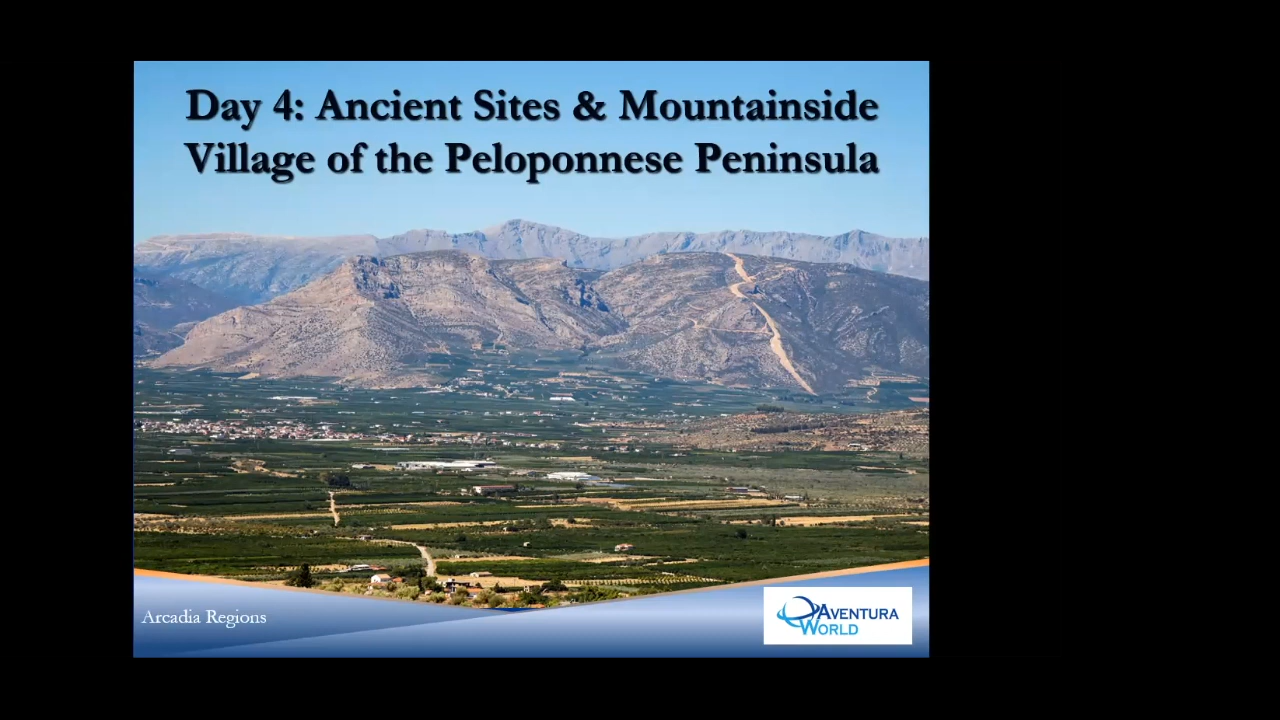 Day 4: Ancient Sites & Mountainside
Village of the Peloponnese Peninsula
Arcadia Regions
AVENTURA
WORLD